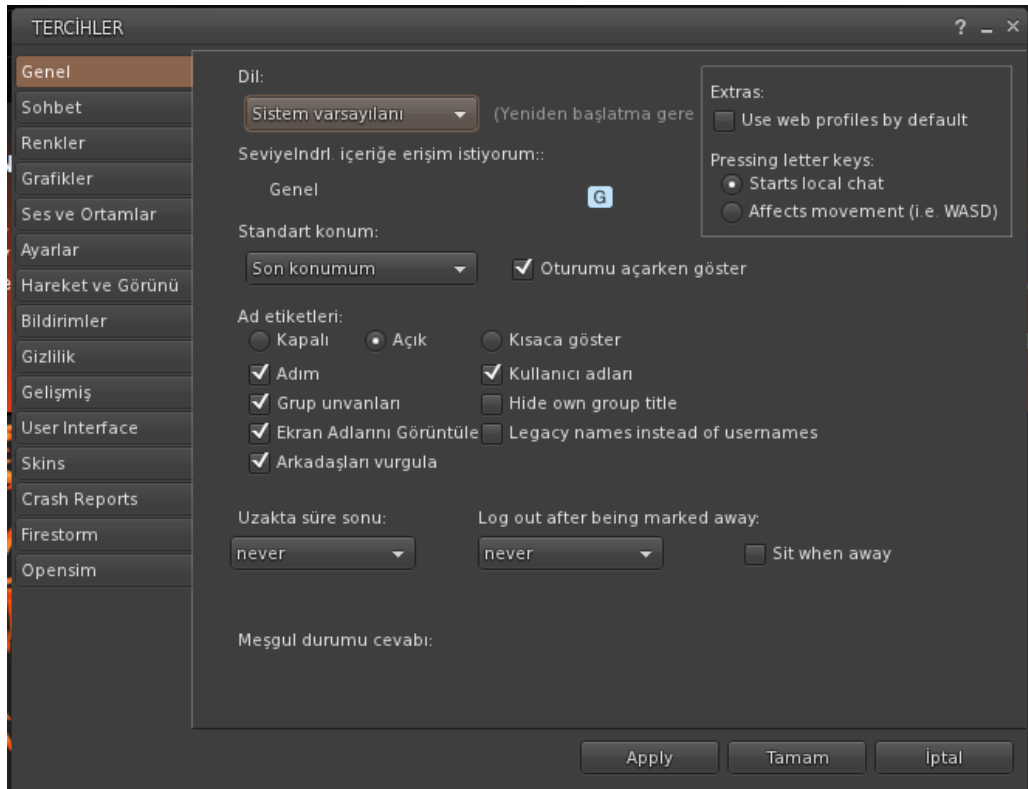 TERCİHLER
? _ ×
Genel
Sohbet
Renkler
Grafikler
Ses ve Ortamlar
Ayarlar
Hareket ve Görünü
Bildirimler
Gizlilik
Gelişmiş
User Interface
Skins
Crash Reports
Firestorm
Opensim
Dil:
Sistem varsayılanı (Yeniden başlatma gere
Seviyelndrl. içeriğe erişim istiyorum::
Genel G
Standart konum:
Son konumum Oturumu açarken göster
Extras:
Use web profiles by default
Pressing letter keys:
Starts local chat
Affects movement (i.e. WASD)
Ad etiketleri:
Kapalı Açık Kısaca göster
Adım Kullanıcı adları
Grup unvanları Hide own group title
Ekran Adlarını Görüntüle Legacy names instead of usernames
Arkadaşları vurgula
Uzakta süre sonu: Log out after being marked away:
never never Sit when away
Meşgul durumu cevabı:
Apply Tamam İptal